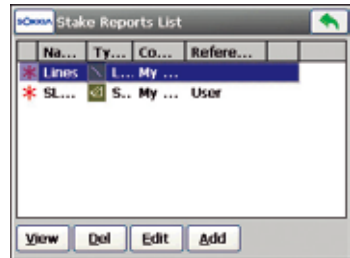 SOKKIA Stake Reports List
Na... Ty... Co... Refere...
Lines L... My ...
SL... S.. My ... User
View Del Edit Add